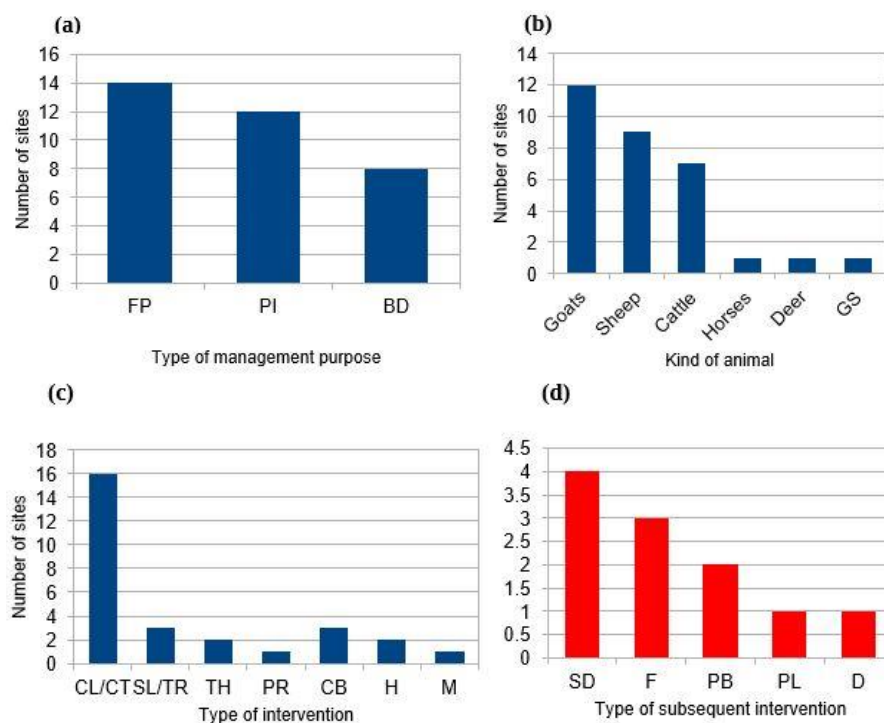 (a)
16
14
12
10
8
6
4
2
0
Number of sites
FP PI BD
Type of management purpose
(b)
14
12
10
8
6
4
2
0
Number of sites
Goats Sheep Cattle Horses Deer GS
Kind of animal
(c)
18
16
14
12
10
8
6
4
2
0
Number of sites
CL/CT SL/TR TH PR CB H M
Type of intervention
(d)
4.5
4
3.5
3
2.5
2
1.5
1
0.5
0
SD F PB PL D
Type of subsequent intervention